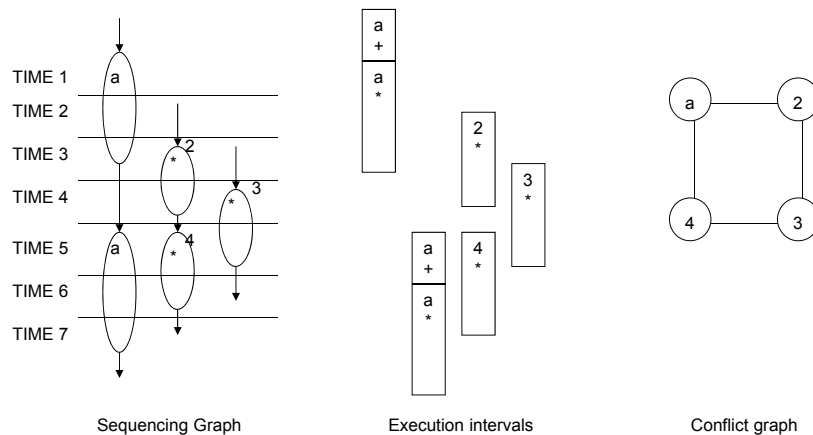 TIME 1
TIME 2
TIME 3
TIME 4
TIME 5
TIME 6
TIME 7
a
2
*
3
*
a
4
*
Sequencing Graph
a
+
a
*
2
*
3
*
a
+
a
*
4
*
Execution intervals
a
2
4
3
Conflict graph